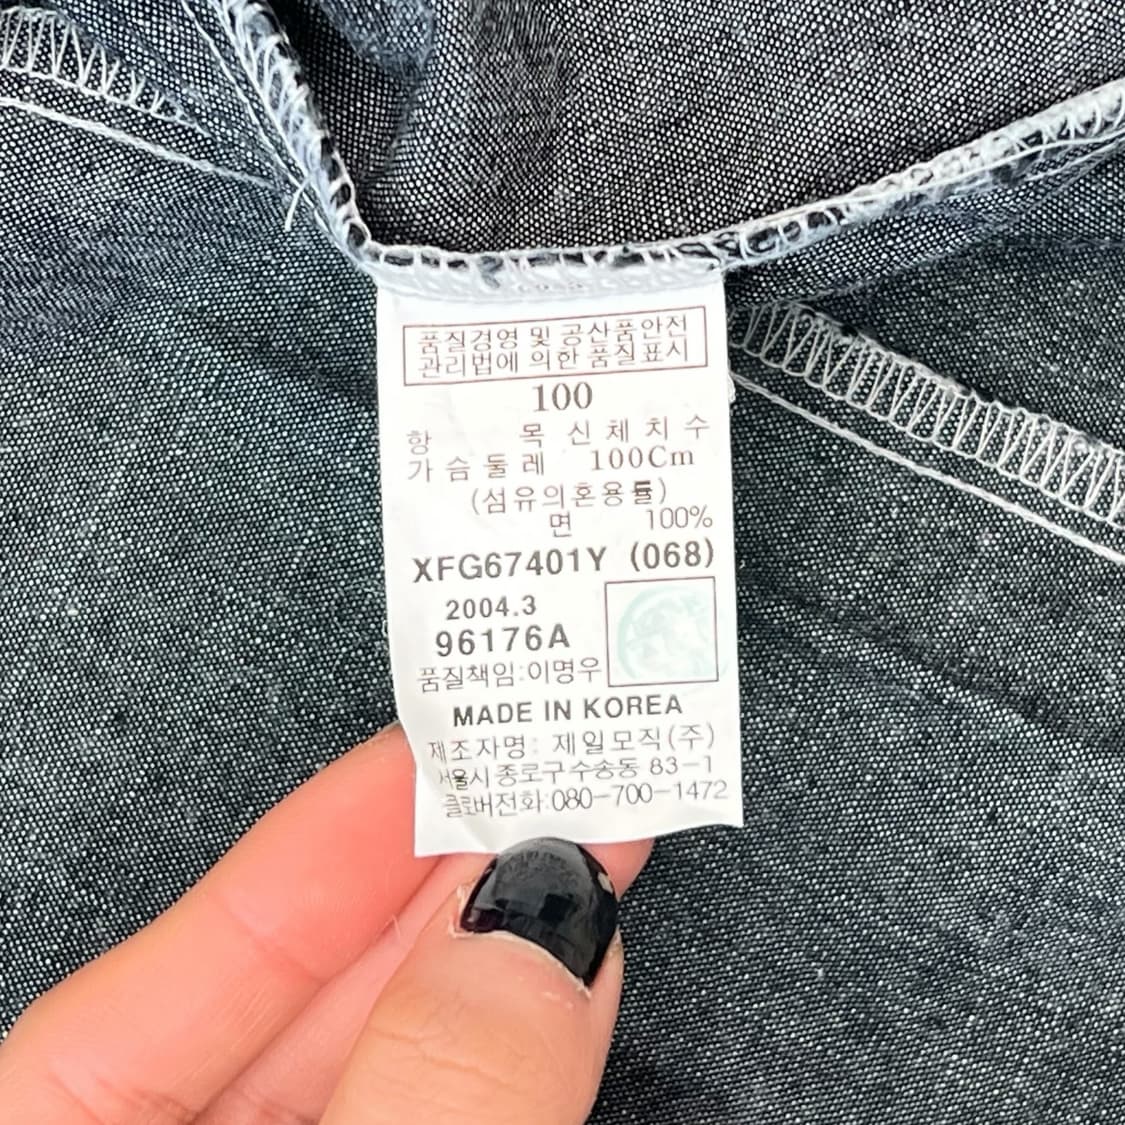 품질경영 및 공산품안전
관리법에 의한 품질표시
100
항 목 신체치수
가슴둘레 100Cm
(섬유의혼용률)
면 100%
XFG67401Y (068)
2004.3
96176A
품질책임:이명우
MADE IN KOREA
제조자명: 제일모직(주)
서울시 종로구 수송동 83-1
클로버전화:080-700-1472